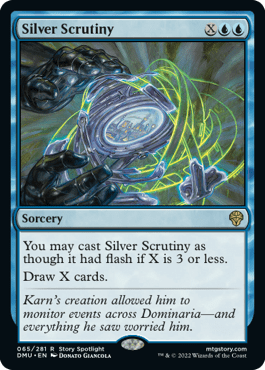 Silver Scrutiny X
Sorcery
You may cast Silver Scrutiny as
though it had flash if X is 3 or less.
Draw X cards.
Karn's creation allowed him to
monitor events across Dominaria—and
everything he saw worried him.
065/281 R Story Spotlight
DMU • EN Donato Giancola
mtgstory.com
™ & © 2022 Wizards of the Coast